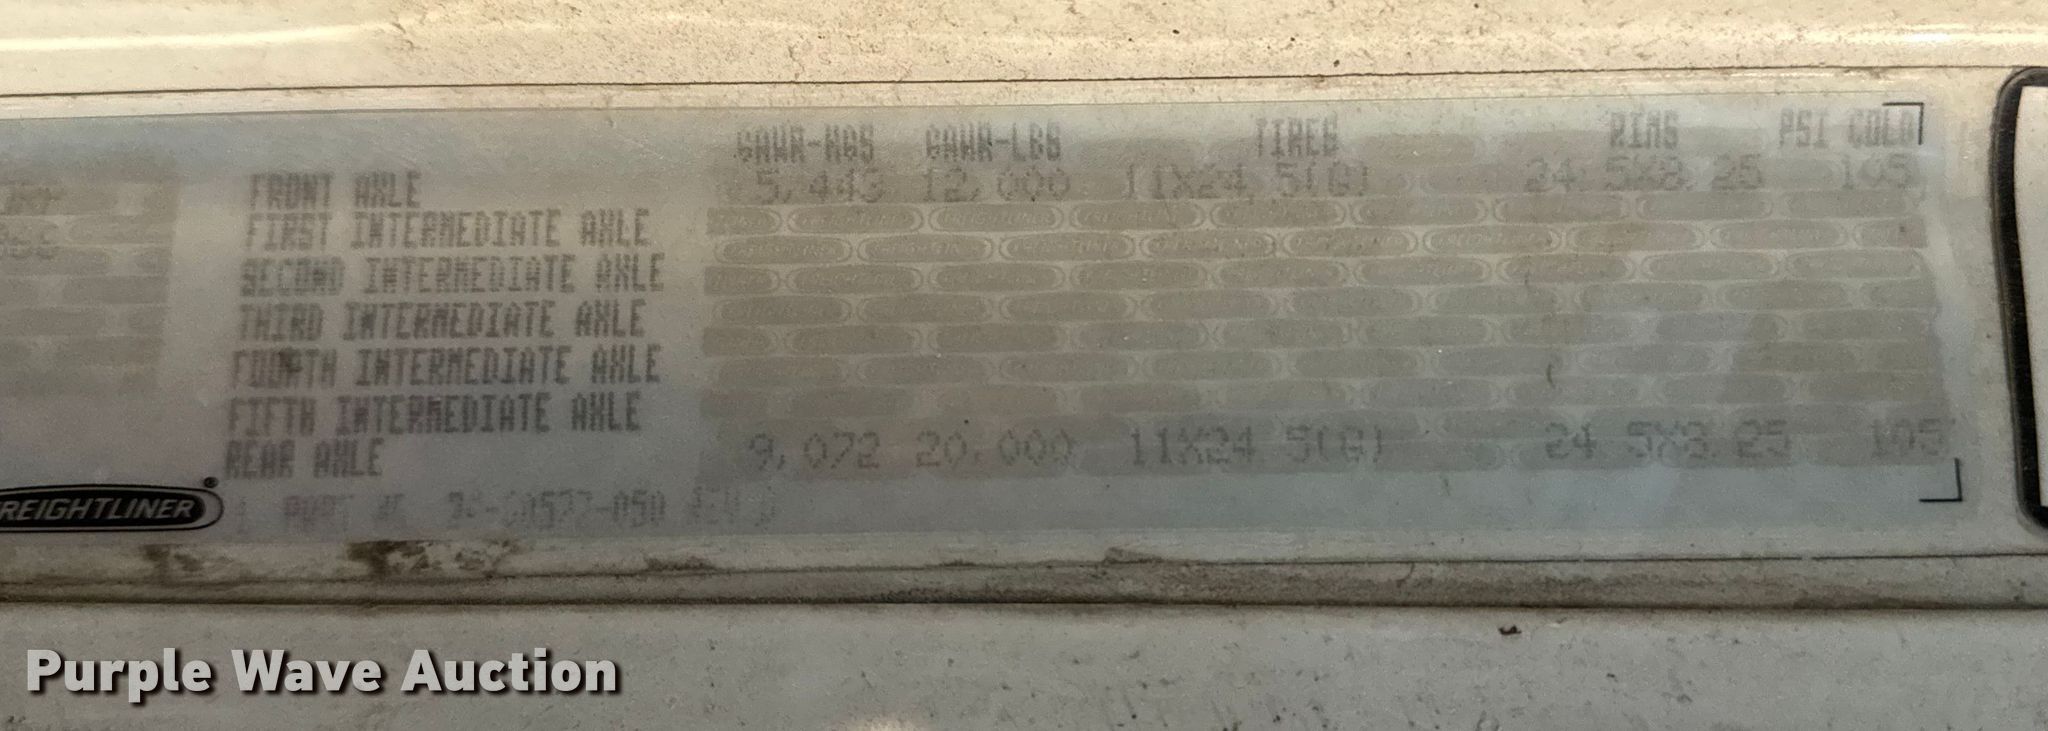 GAWR-KGS GAWR-LBS TIRES RIMS PSI COLD
FRONT AXLE 5,443 12,000 11X24.5(G) 24.5X8.25 105
FIRST INTERMEDIATE AXLE
SECOND INTERMEDIATE AXLE
THIRD INTERMEDIATE AXLE
FOURTH INTERMEDIATE AXLE
FIFTH INTERMEDIATE AXLE
REAR AXLE 9,072 20,000 11X24.5(G) 24.5X8.25 105
REIGHTLINER®
PART
Purple Wave Auction